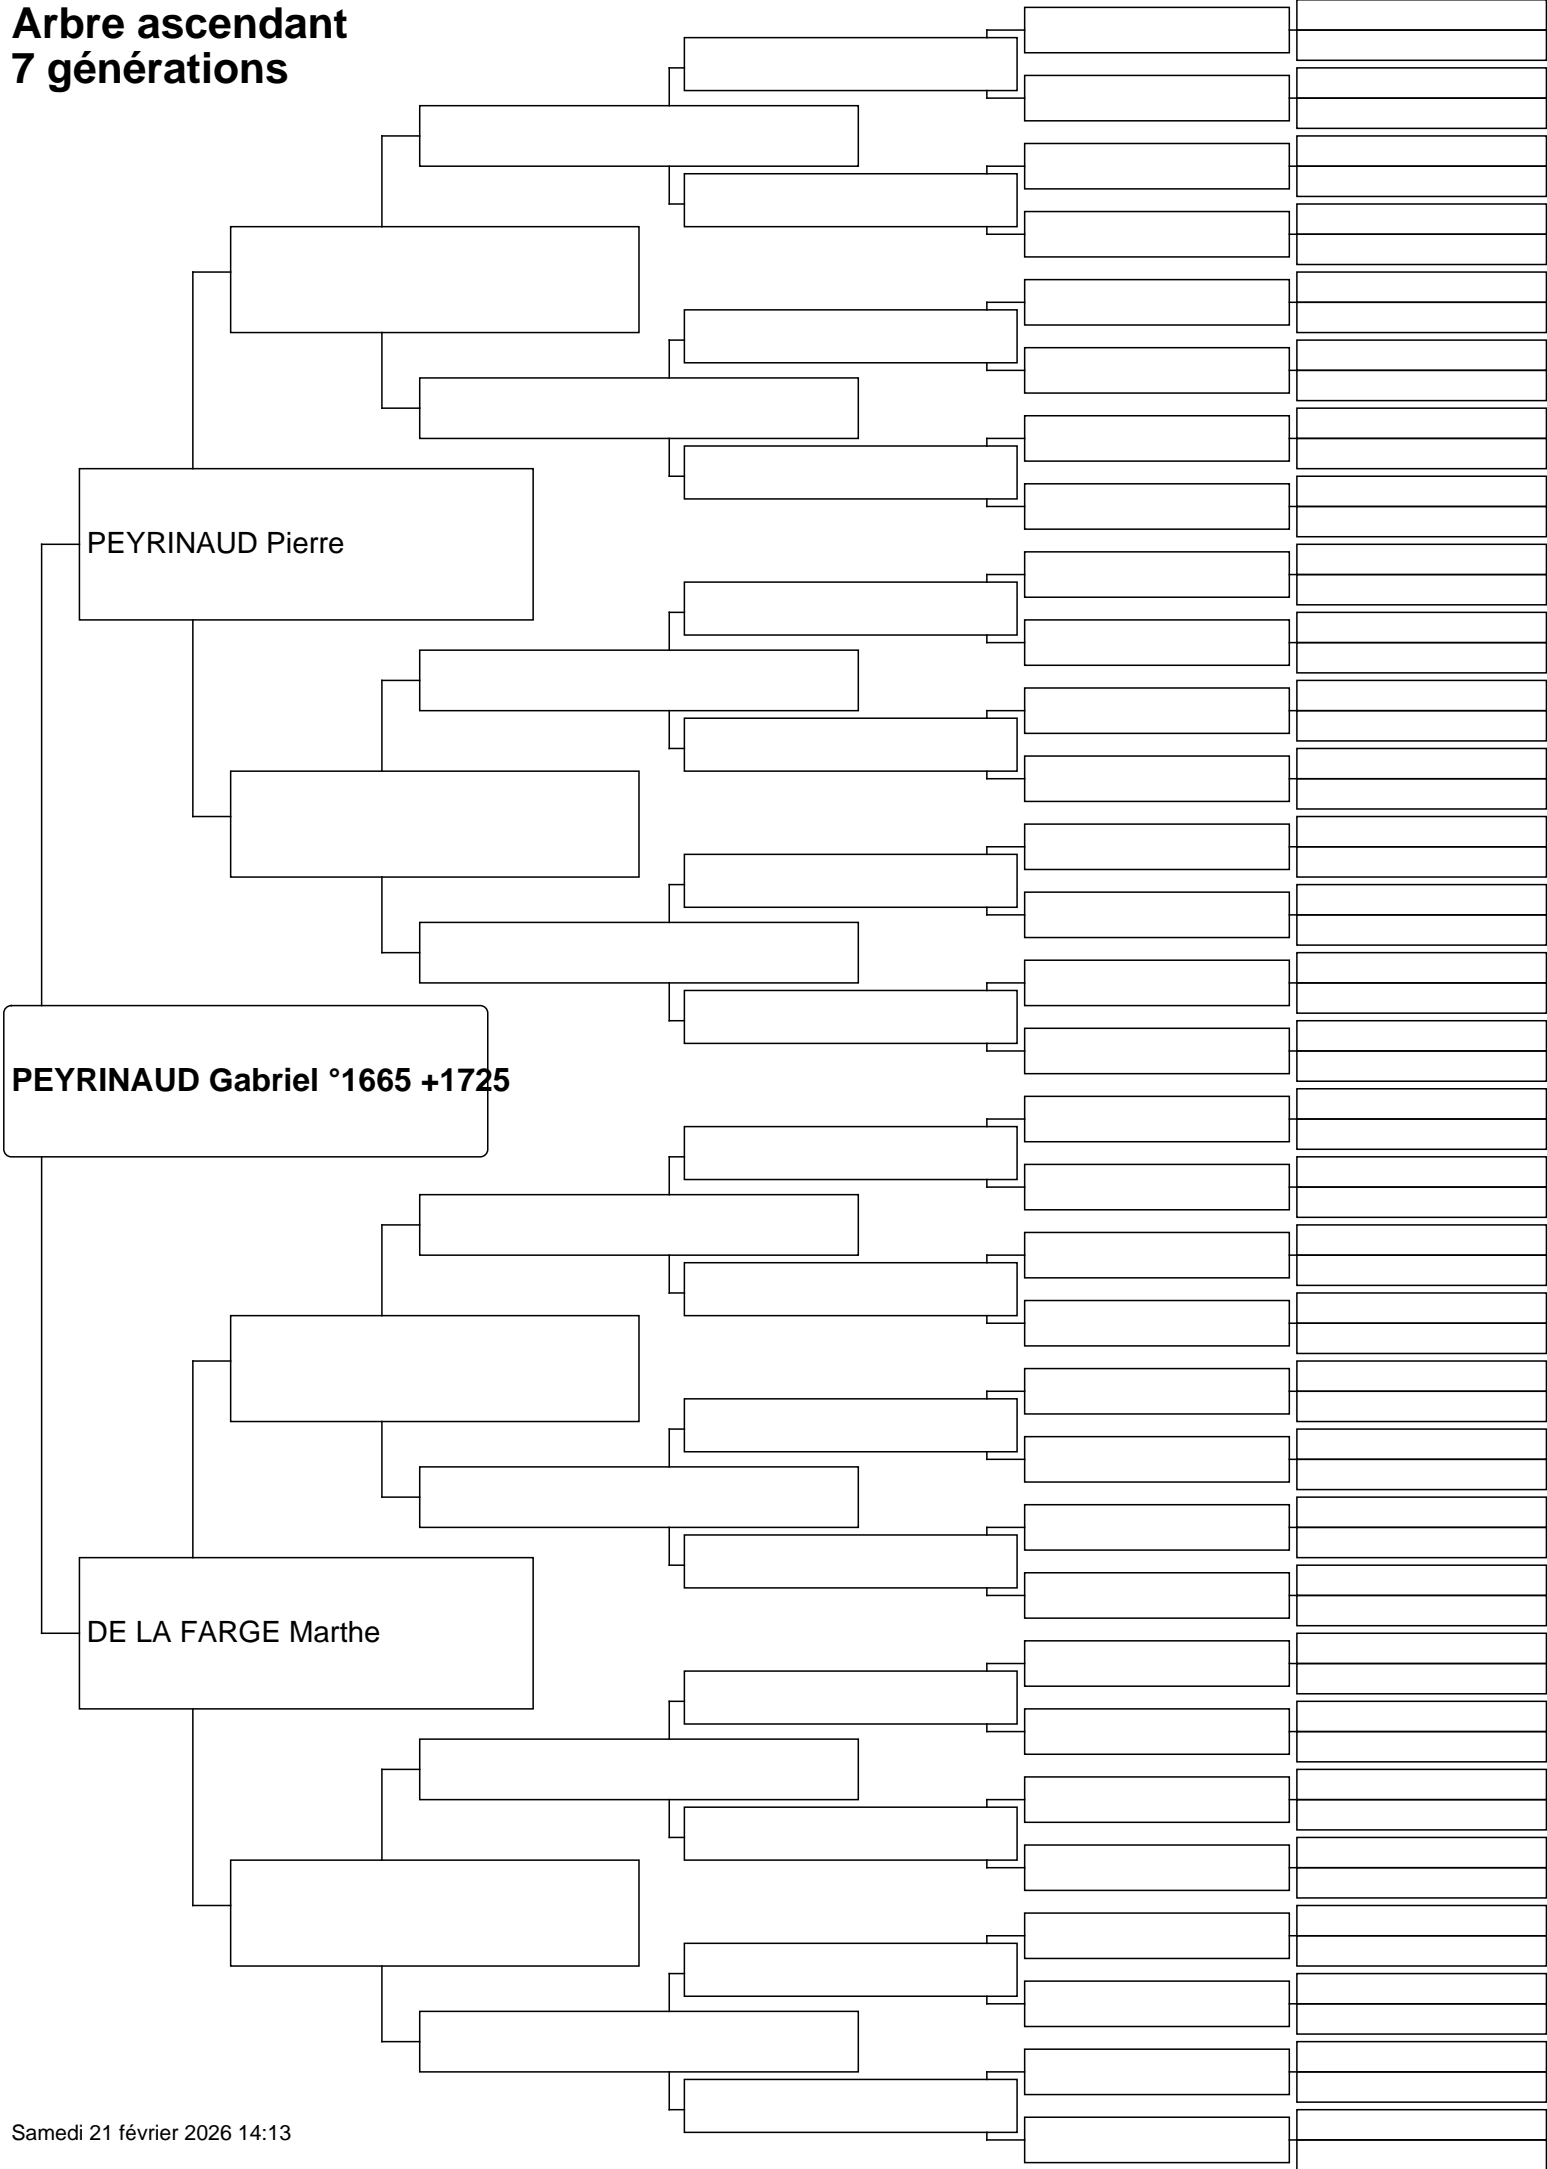 Arbre ascendant
7 générations
PEYRINAUD Pierre
PEYRINAUD Gabriel °1665 +1725
DE LA FARGE Marthe
Samedi 21 février 2026 14:13